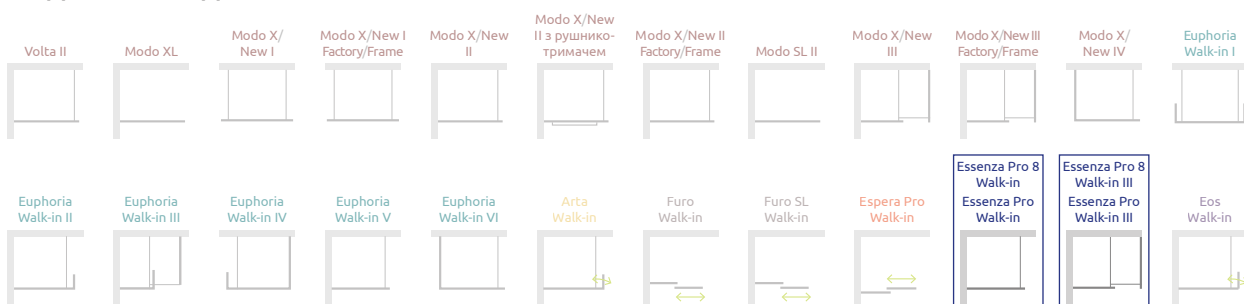 Volta II
Modo XL
Modo X/
New I
Modo X/New I
Factory/Frame
Modo X/New
II
Modo X/New
II з рушнико-
тримачем
Modo X/New II
Factory/Frame
Modo SL II
Modo X/New
III
Modo X/New III
Factory/Frame
Modo X/
New IV
Euphoria
Walk-in I
Euphoria
Walk-in II
Euphoria
Walk-in III
Euphoria
Walk-in IV
Euphoria
Walk-in V
Euphoria
Walk-in VI
Arta
Walk-in
Furo
Walk-in
Furo SL
Walk-in
Espera Pro
Walk-in
Essenza Pro 8
Walk-in
Essenza Pro
Walk-in
Essenza Pro 8
Walk-in III
Essenza Pro
Walk-in III
Eos
Walk-in